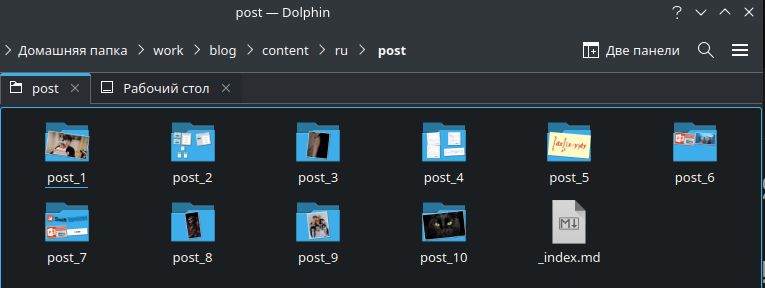 post — Dolphin
Домашняя папка work blog content ru post Две панели
post Рабочий стол
post_1 post_2 post_3 post_4 post_5 post_6
post_7 post_8 post_9 post_10 _index.md